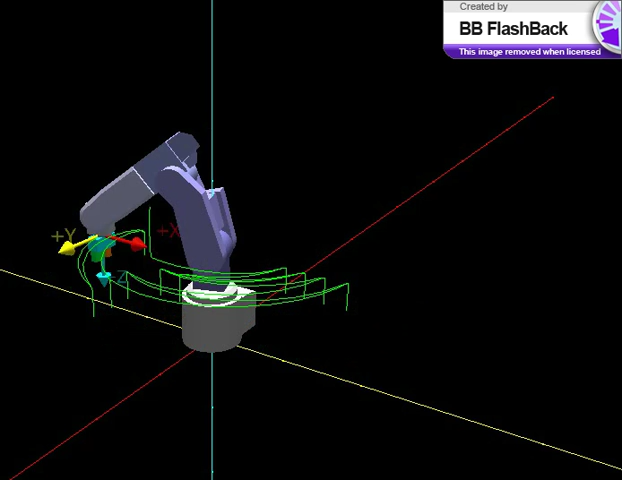 Created by
BB FlashBack
This image removed when licensed
+Y
+X
+Z